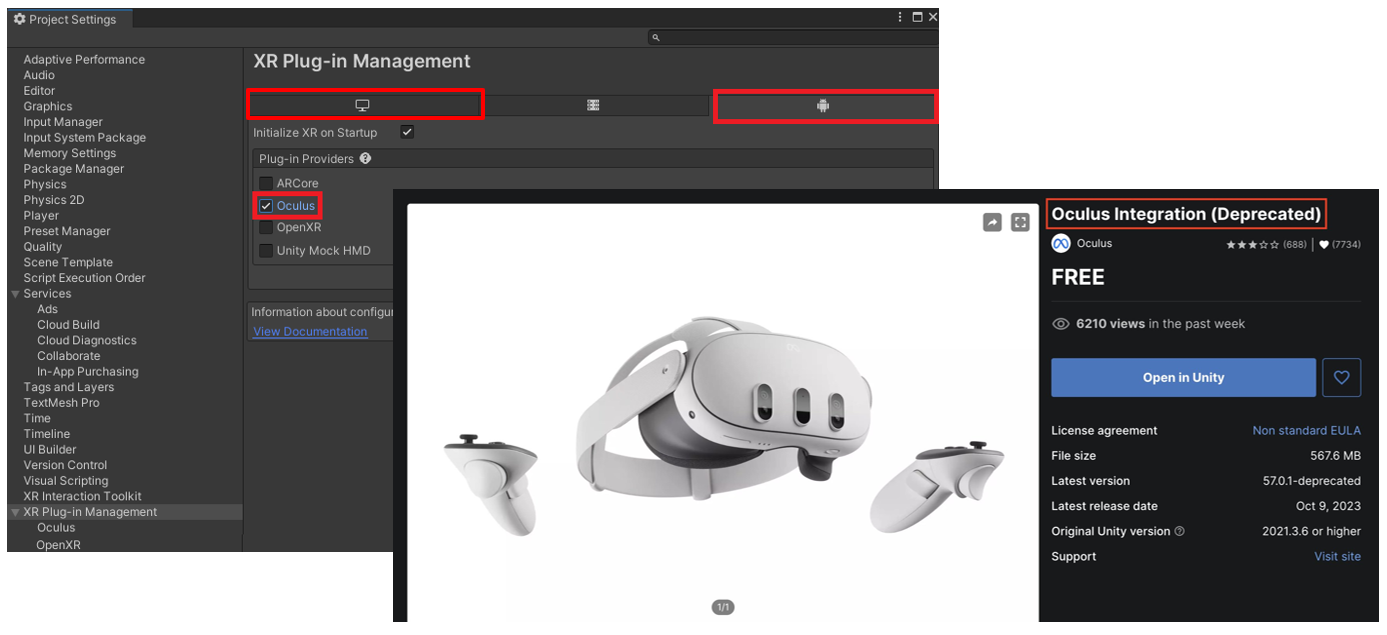 Project Settings
XR Plug-in Management
Adaptive Performance
Audio
Editor
Graphics
Input Manager
Input System Package
Memory Settings
Package Manager
Physics
Physics 2D
Player
Preset Manager
Quality
Scene Template
Script Execution Order
Services
Ads
Cloud Build
Cloud Diagnostics
Collaborate
In-App Purchasing
Tags and Layers
TextMesh Pro
Time
Timeline
UI Builder
Version Control
Visual Scripting
XR Interaction Toolkit
XR Plug-in Management
Oculus
OpenXR
Initialize XR on Startup
Plug-in Providers
ARCore
Oculus
OpenXR
Unity Mock HMD
Information about configur
View Documentation
1/1
Oculus Integration (Deprecated)
Oculus (688) | (7734)
FREE
6210 views in the past week
Open in Unity
License agreement Non standard EULA
File size 567.6 MB
Latest version 57.0.1-deprecated
Latest release date Oct 9, 2023
Original Unity version 2021.3.6 or higher
Support Visit site